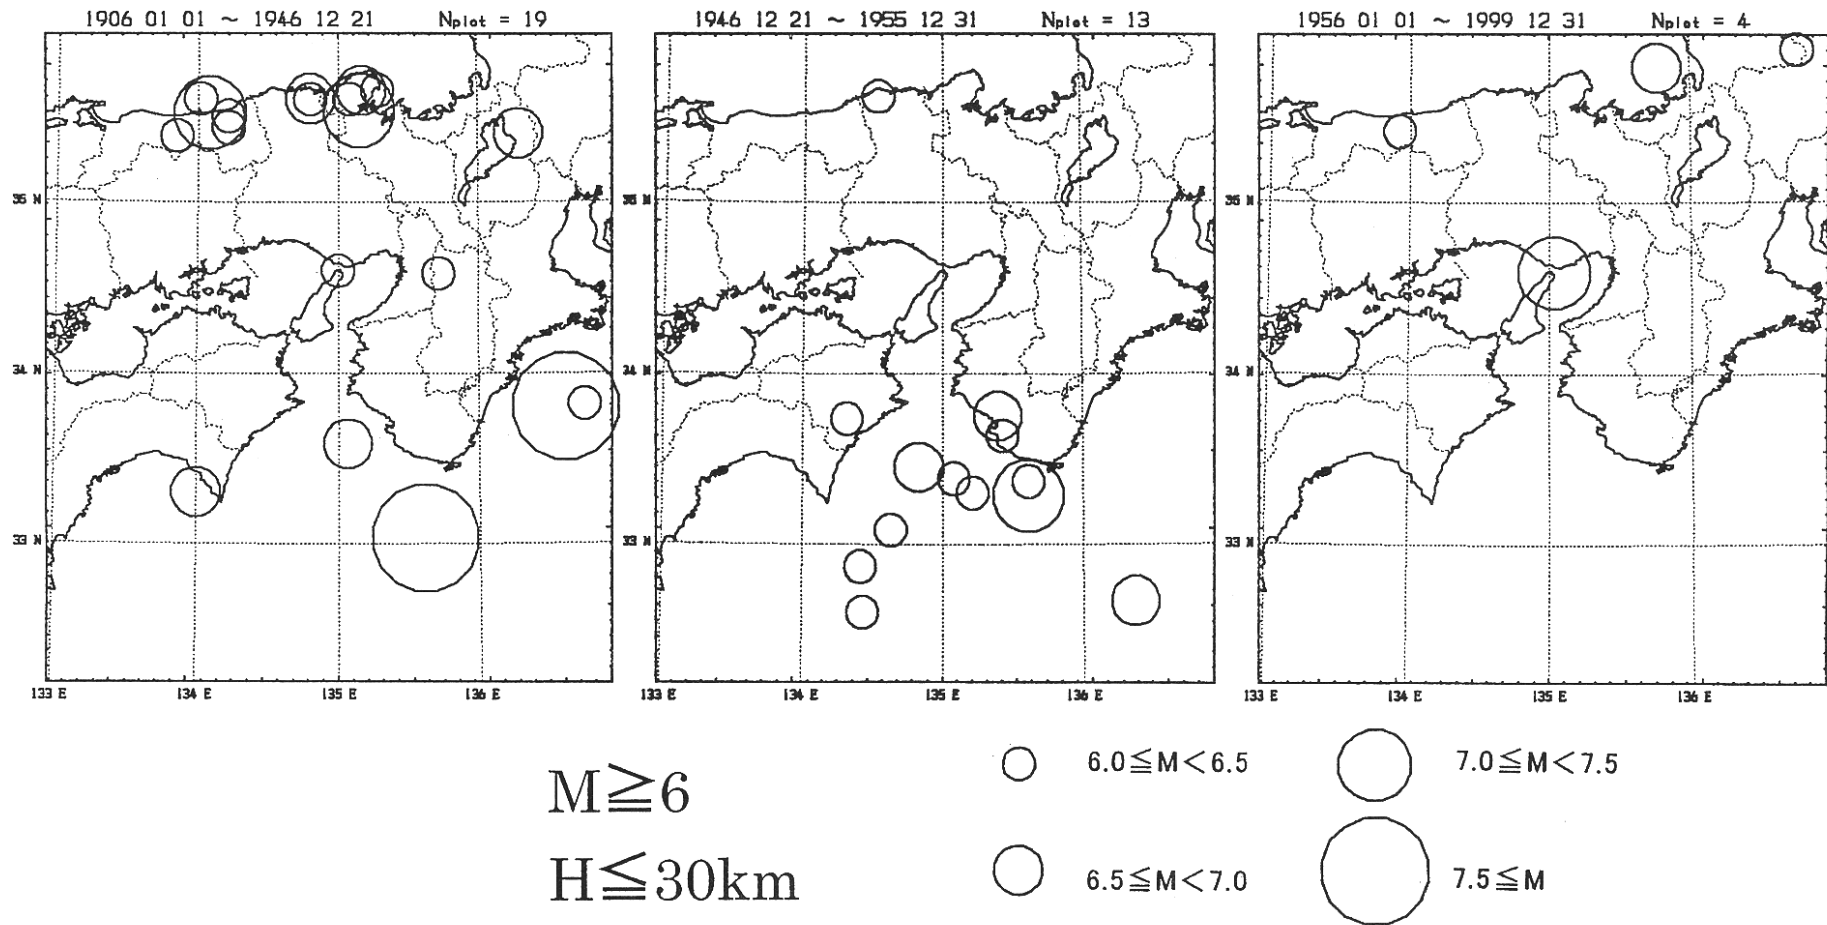 1906 01 01 ~ 1946 12 21 Nplot = 19
1946 12 21 ~ 1955 12 31 Nplot = 13
1956 01 01 ~ 1999 12 31 Nplot = 4
35 N
34 N
33 N
133 E 134 E 135 E 136 E
35 N
34 N
33 N
133 E 134 E 135 E 136 E
35 N
34 N
33 N
133 E 134 E 135 E 136 E
M≧6
H≦30km
6.0≦M<6.5
7.0≦M<7.5
6.5≦M<7.0
7.5≦M